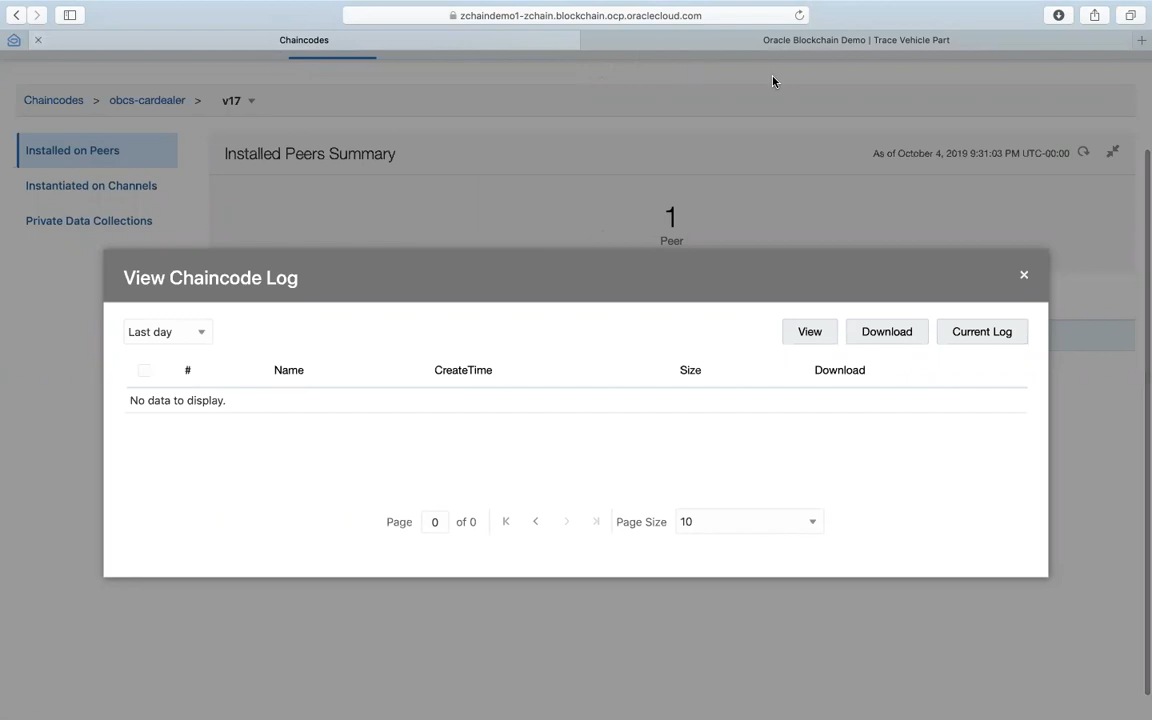 zchaindemo1-zchain.blockchain.ocp.oraclecloud.com
Chaincodes
Oracle Blockchain Demo | Trace Vehicle Part
Chaincodes > obcs-cardealer > v17
Installed on Peers
Instantiated on Channels
Private Data Collections
Installed Peers Summary
As of October 4, 2019 9:31:03 PM UTC-00:00
1
Peer
View Chaincode Log
Last day
View
Download
Current Log
# Name CreateTime Size Download
No data to display.
Page 0 of 0 Page Size 10